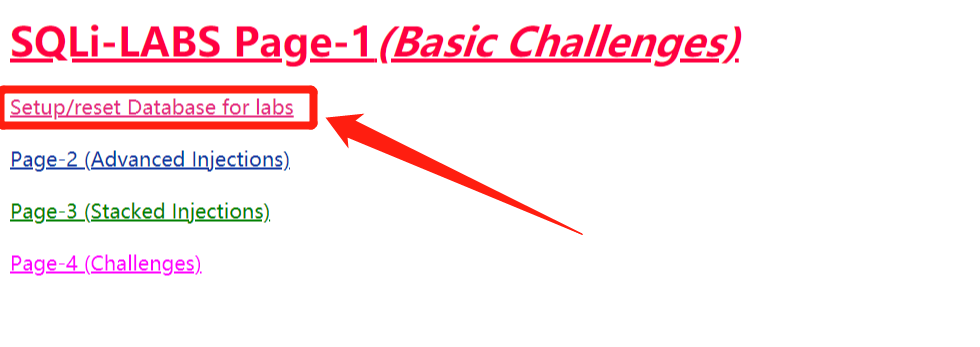 SQLi-LABS Page-1(Basic Challenges)
Setup/reset Database for labs
Page-2 (Advanced Injections)
Page-3 (Stacked Injections)
Page-4 (Challenges)